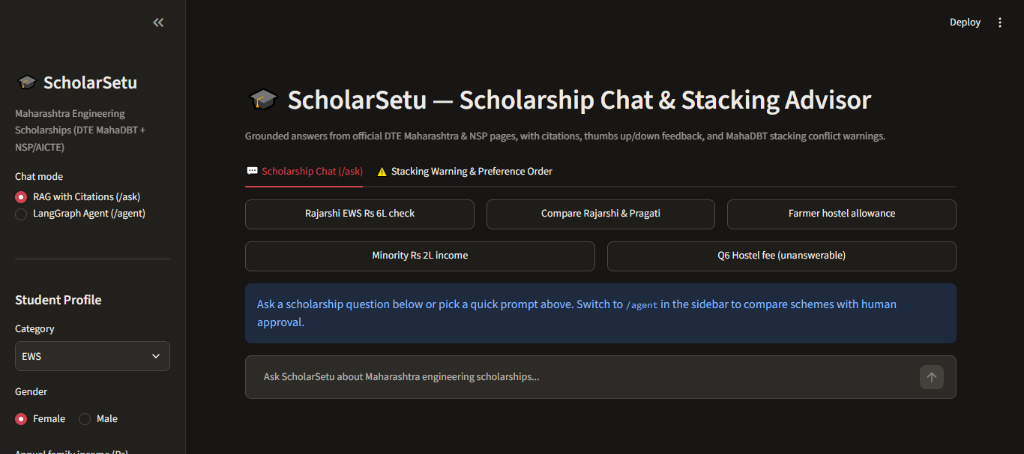 Deploy
ScholarSetu
Maharashtra Engineering
Scholarships (DTE MahaDBT +
NSP/AICTE)
Chat mode
RAG with Citations (/ask)
LangGraph Agent (/agent)
Student Profile
Category
EWS
Gender
Female
Male
Annual family income (Rs)
ScholarSetu — Scholarship Chat & Stacking Advisor
Grounded answers from official DTE Maharashtra & NSP pages, with citations, thumbs up/down feedback, and MahaDBT stacking conflict warnings.
Scholarship Chat (/ask)
Stacking Warning & Preference Order
Rajarshi EWS Rs 6L check
Compare Rajarshi & Pragati
Farmer hostel allowance
Minority Rs 2L income
Q6 Hostel fee (unanswerable)
Ask a scholarship question below or pick a quick prompt above. Switch to /agent in the sidebar to compare schemes with human
approval.
Ask ScholarSetu about Maharashtra engineering scholarships...